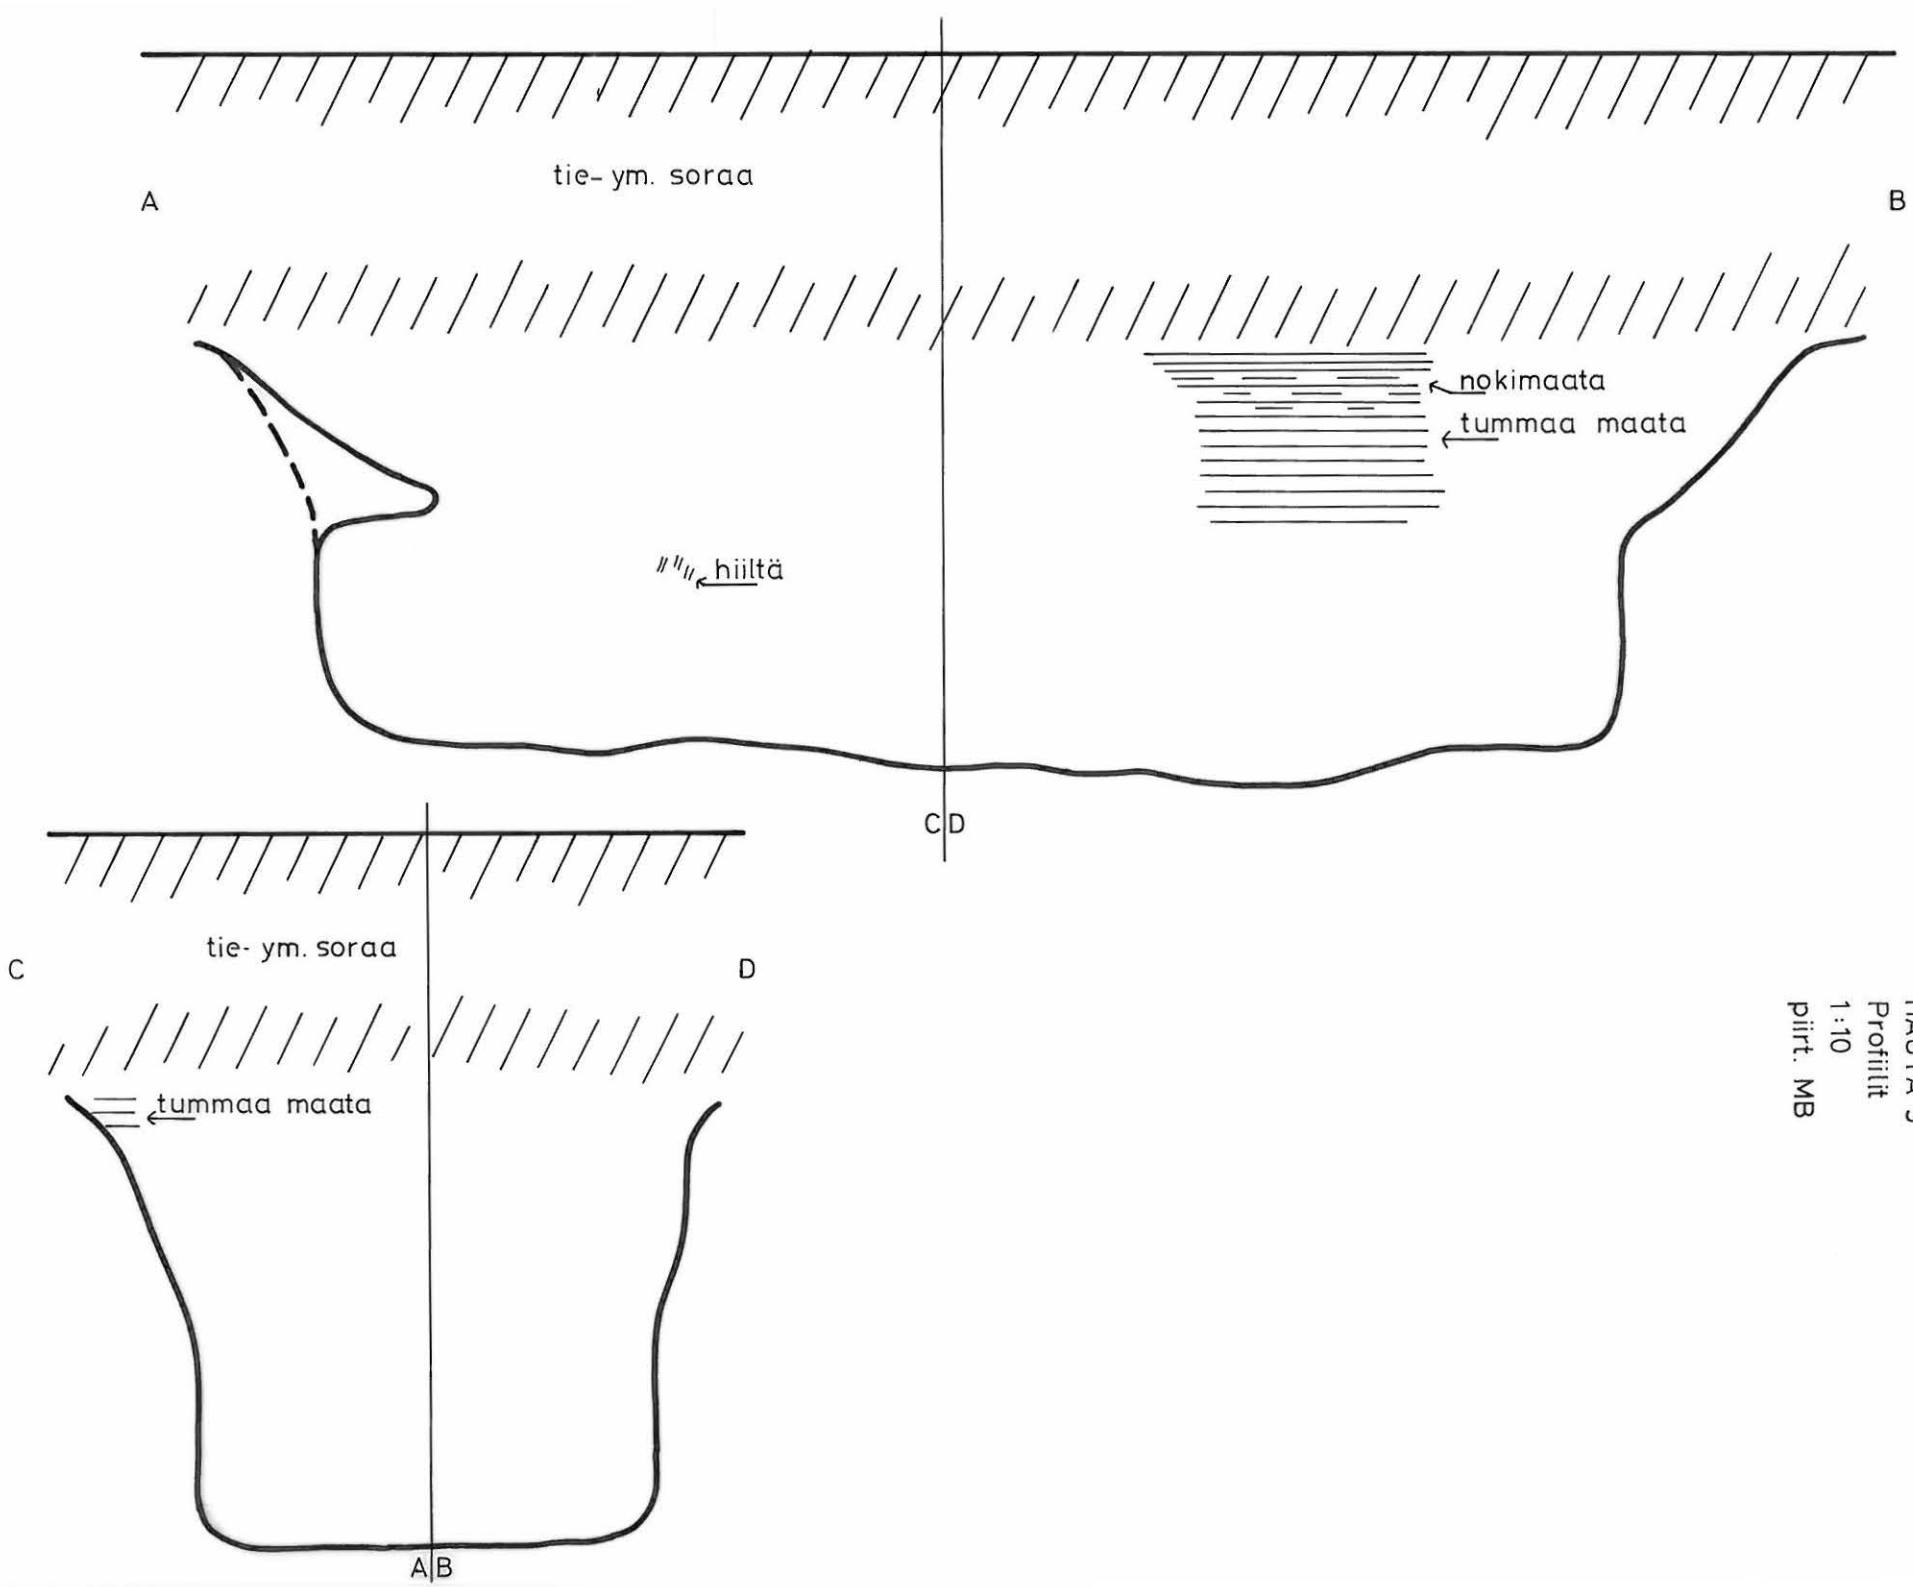 tie- ym. soraa
A
B
nokimaata
tummaa maata
hiiltä
C D
tie- ym. soraa
C
D
tummaa maata
A B
Profiilit
1:10
piirt. MB